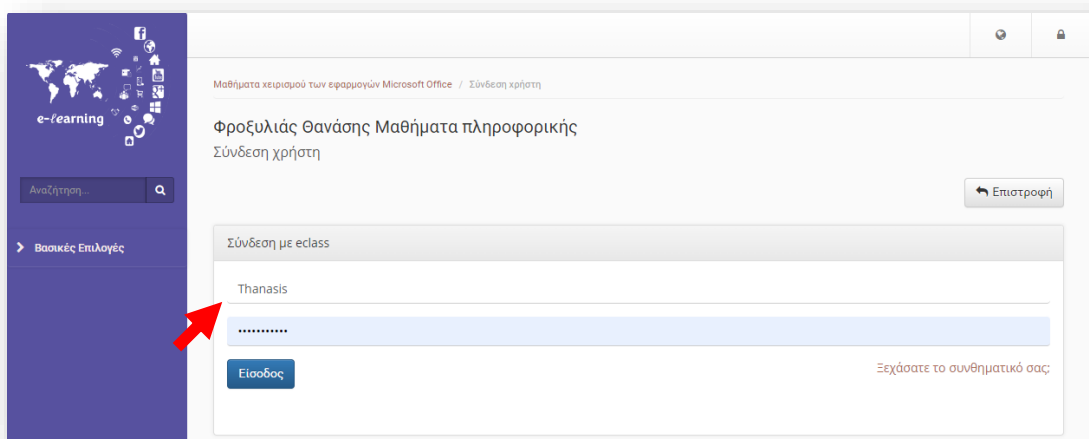 e-learning
Αναζήτηση...
Βασικές Επιλογές
Μαθήματα χειρισμού των εφαρμογών Microsoft Office / Σύνδεση χρήστη
Φροξυλιάς Θανάσης Μαθήματα πληροφορικής
Σύνδεση χρήστη
Επιστροφή
Σύνδεση με eclass
Thanasis
•••••••••••
Είσοδος
Ξεχάσατε το συνθηματικό σας;